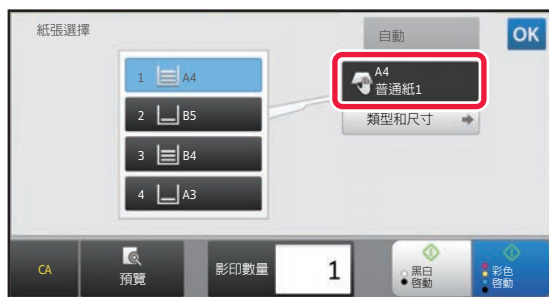 紙張選擇
自動
OK
1 A4
2 B5
3 B4
4 A3
A4
普通紙1
類型和尺寸
CA
預覽
影印數量
1
黑白
啓動
彩色
啓動